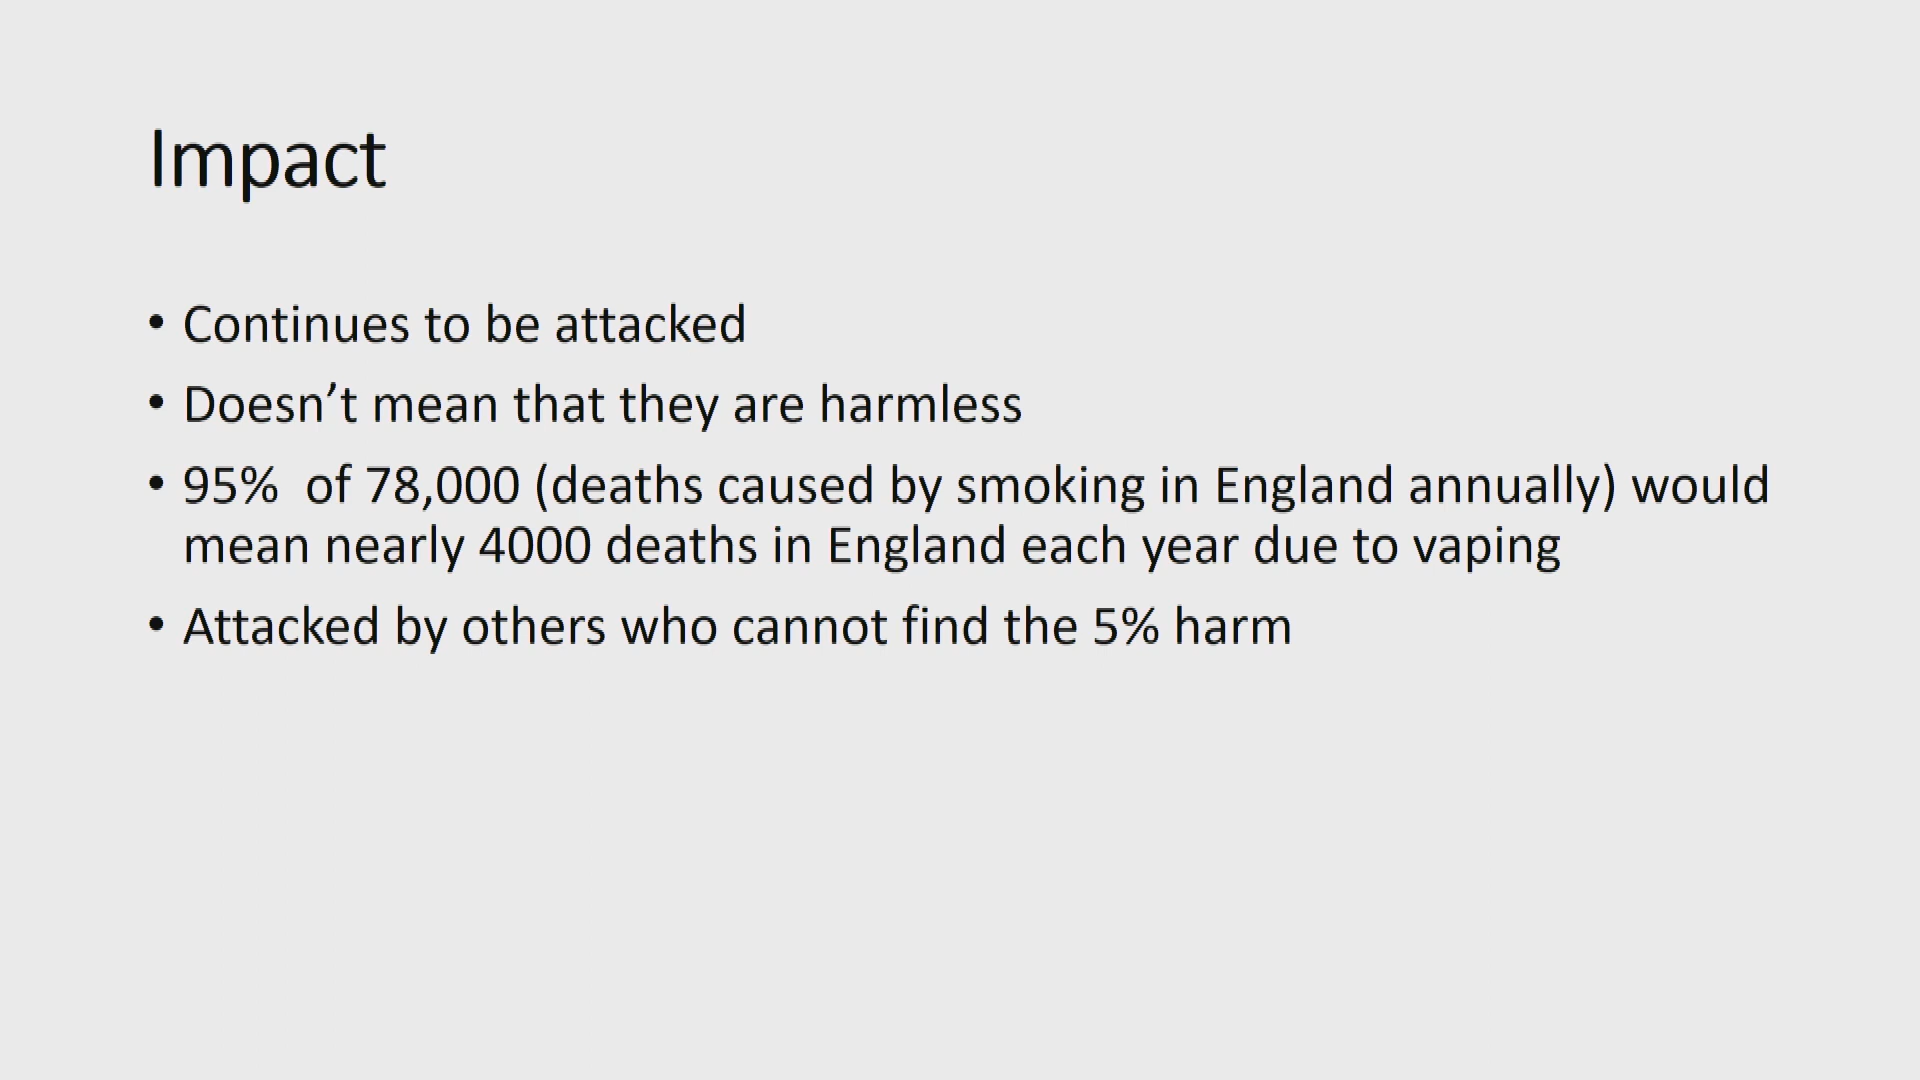 Impact
• Continues to be attacked
• Doesn’t mean that they are harmless
• 95%  of 78,000 (deaths caused by smoking in England annually) would
mean nearly 4000 deaths in England each year due to vaping
• Attacked by others who cannot find the 5% harm